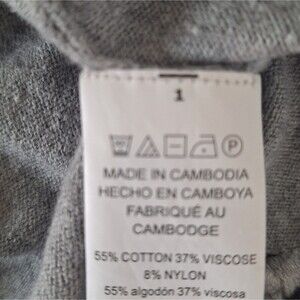 1
P
MADE IN CAMBODIA
HECHO EN CAMBOYA
FABRIQUÉ AU
CAMBODGE
55% COTTON 37% VISCOSE
8% NYLON
55% algodón 37% viscosa